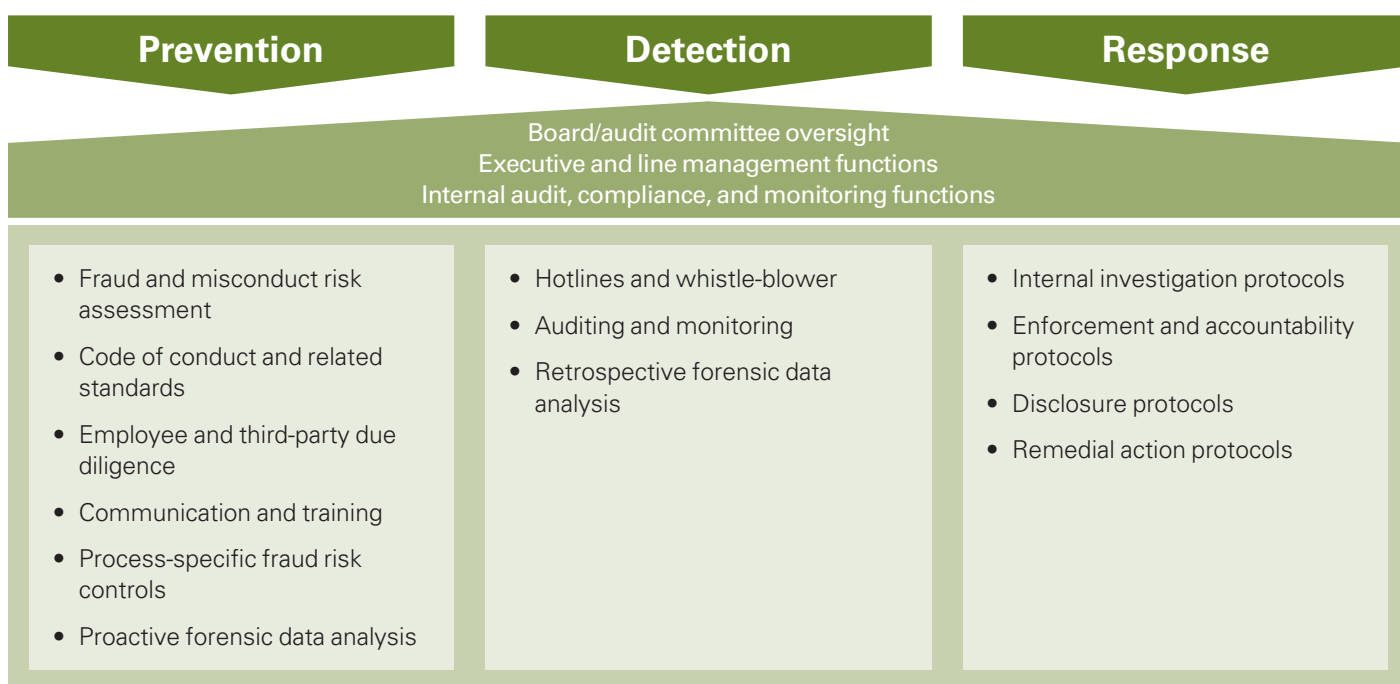 Prevention
Detection
Response
Board/audit committee oversight
Executive and line management functions
Internal audit, compliance, and monitoring functions
• Fraud and misconduct risk
assessment
• Code of conduct and related
standards
• Employee and third-party due
diligence
• Communication and training
• Process-specific fraud risk
controls
• Proactive forensic data analysis
• Hotlines and whistle-blower
• Auditing and monitoring
• Retrospective forensic data
analysis
• Internal investigation protocols
• Enforcement and accountability
protocols
• Disclosure protocols
• Remedial action protocols